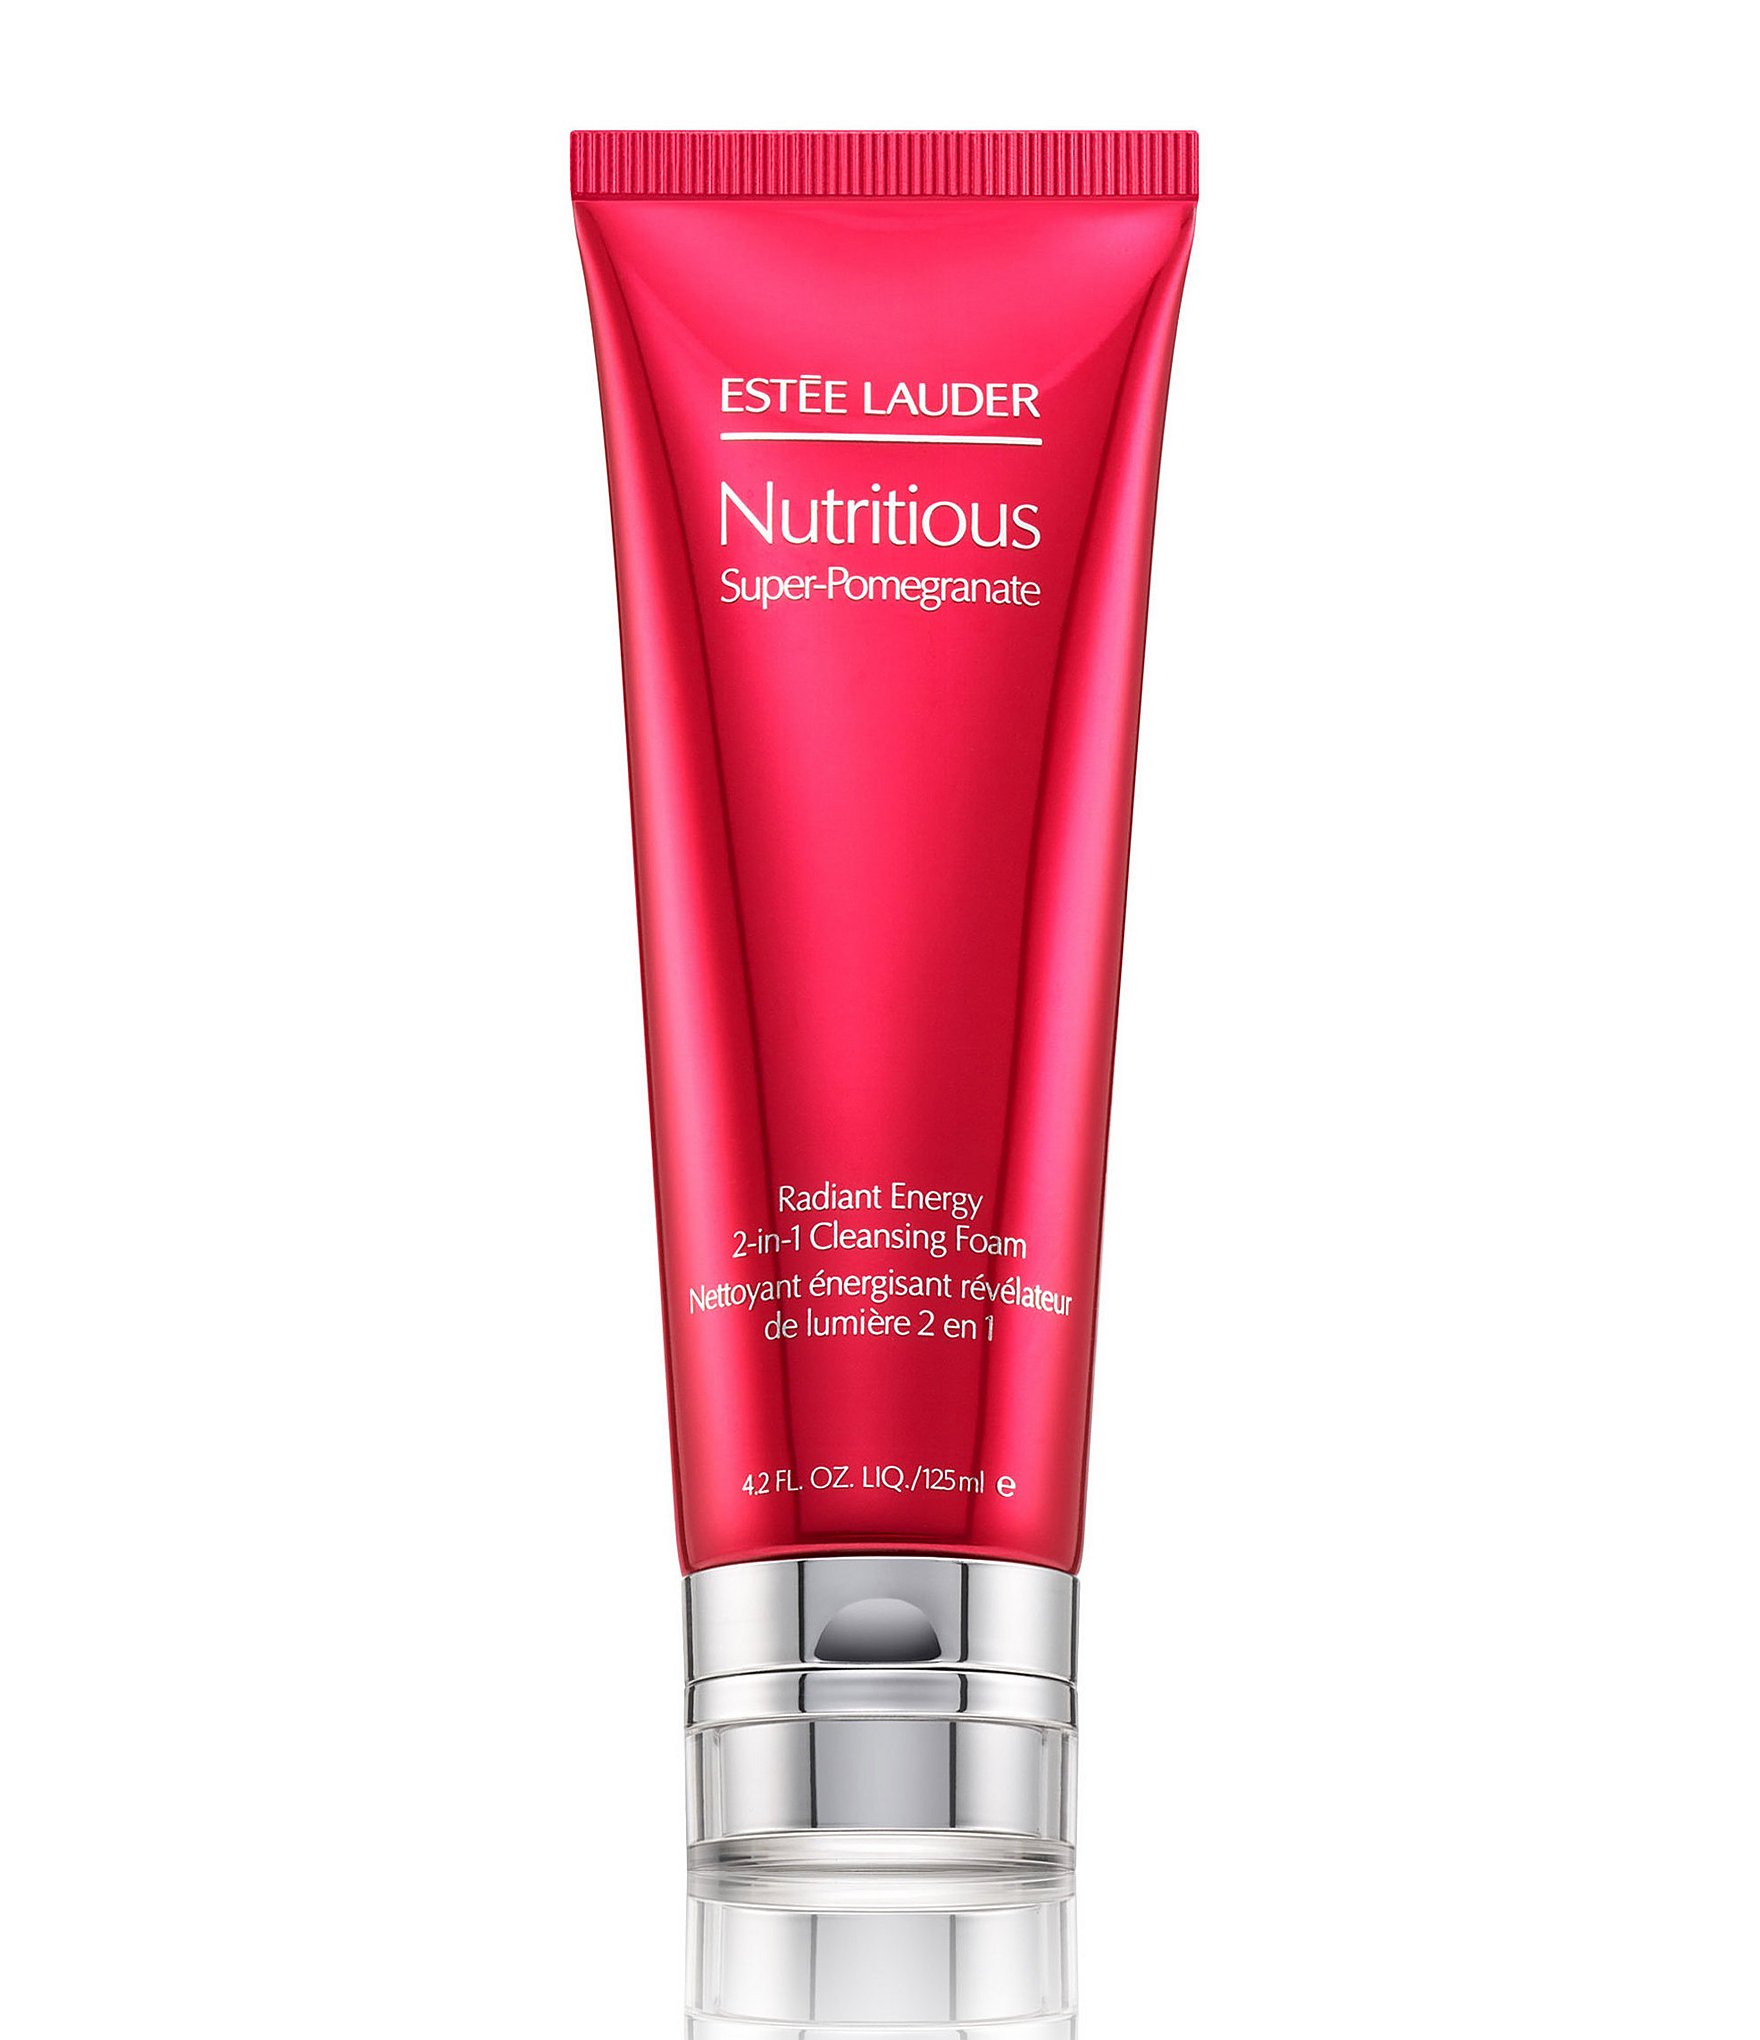 ESTĒE LAUDER
Nutritious
Super-Pomegranate
Radiant Energy
2-in-1 Cleansing Foam
Nettoyant énergisant révélateur
de lumière 2 en 1
4.2 FL. OZ. LIQ./125 ml ℮